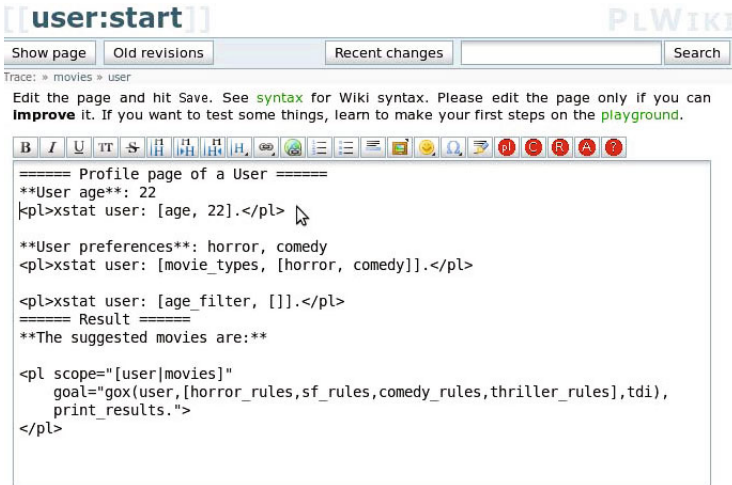 [[user:start]]
PLWIKI
Show page Old revisions Recent changes Search
Trace: » movies » user
Edit the page and hit Save. See syntax for Wiki syntax. Please edit the page only if you can
improve it. If you want to test some things, learn to make your first steps on the playground.
B I U TT S H H H H, pl C R A ?
====== Profile page of a User ======
**User age**: 22
<pl>xstat user: [age, 22].</pl>
**User preferences**: horror, comedy
<pl>xstat user: [movie_types, [horror, comedy]].</pl>
<pl>xstat user: [age_filter, []].</pl>
====== Result ======
**The suggested movies are:**
<pl scope="[user|movies]"
goal="gox(user,[horror_rules,sf_rules,comedy_rules,thriller_rules],tdi),
print_results.">
</pl>